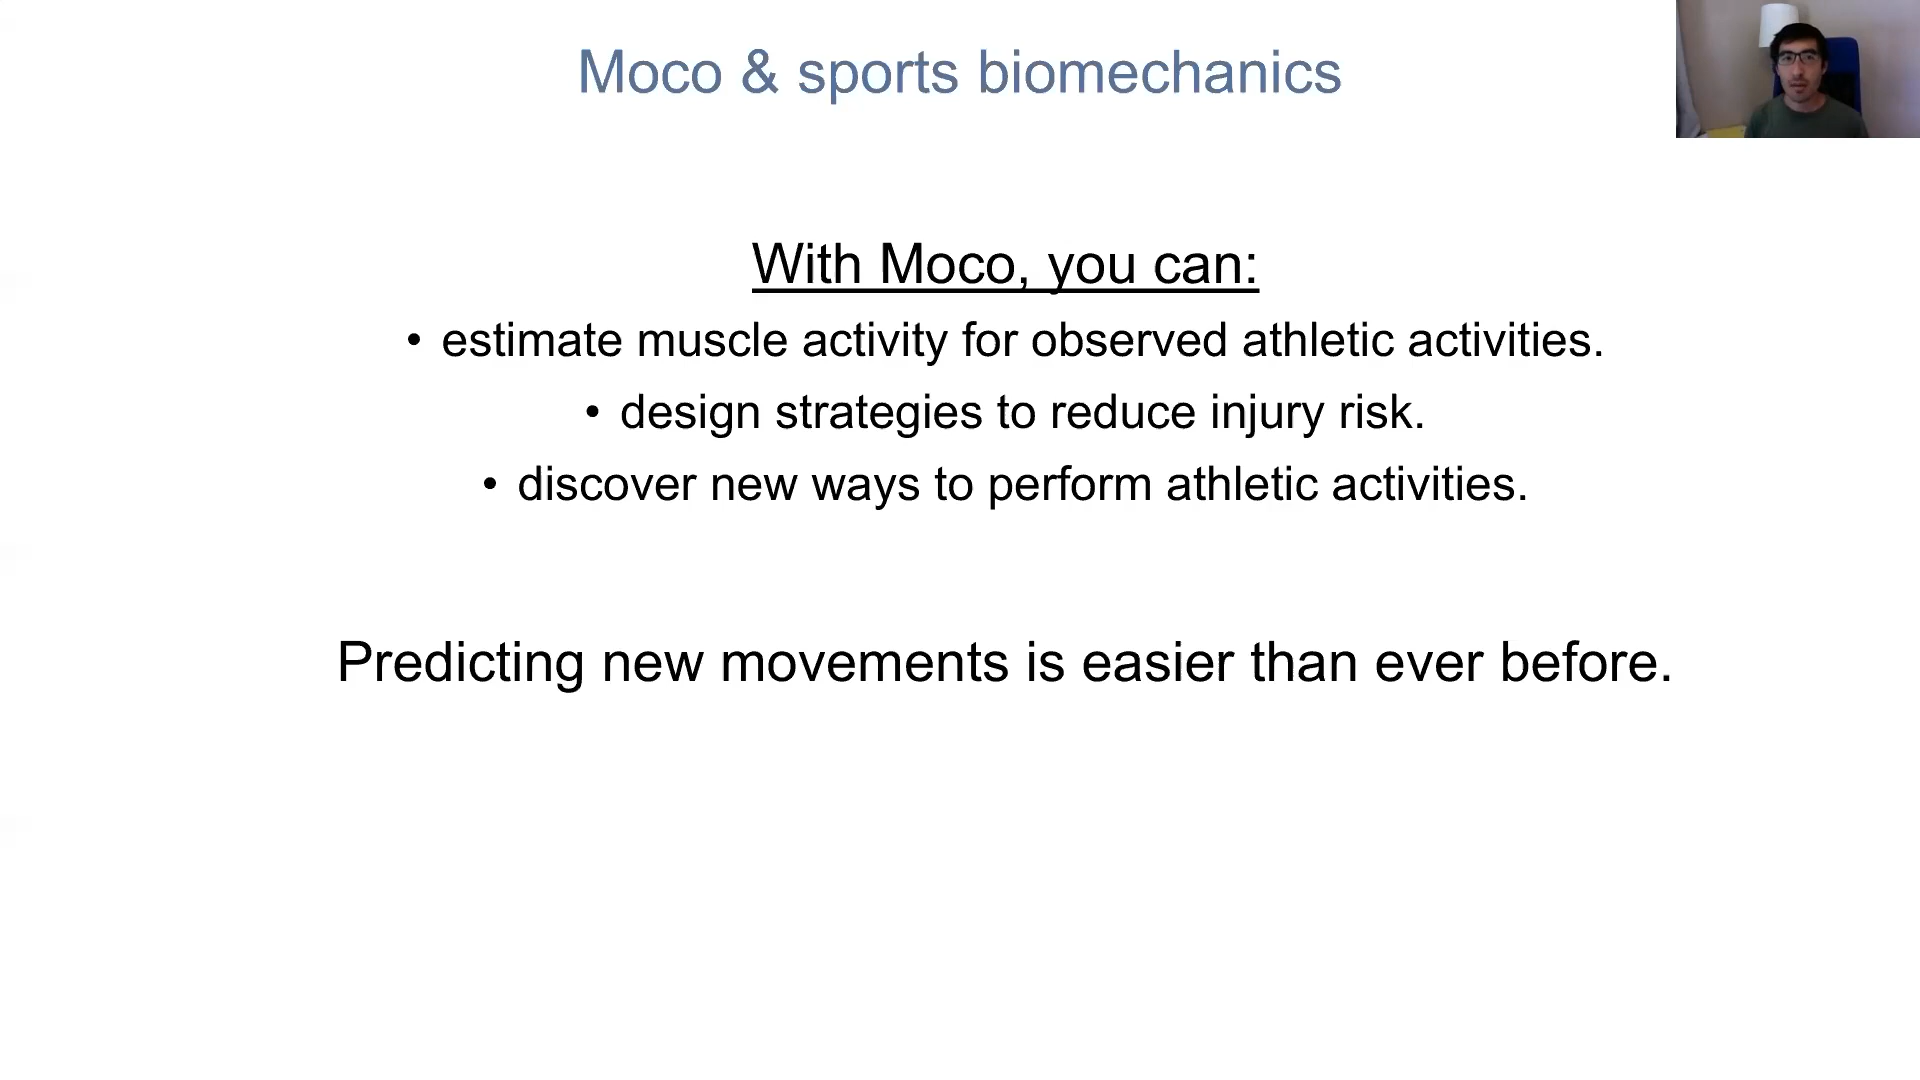 Moco & sports biomechanics
With Moco, you can:
• estimate muscle activity for observed athletic activities.
• design strategies to reduce injury risk.
• discover new ways to perform athletic activities.
Predicting new movements is easier than ever before.